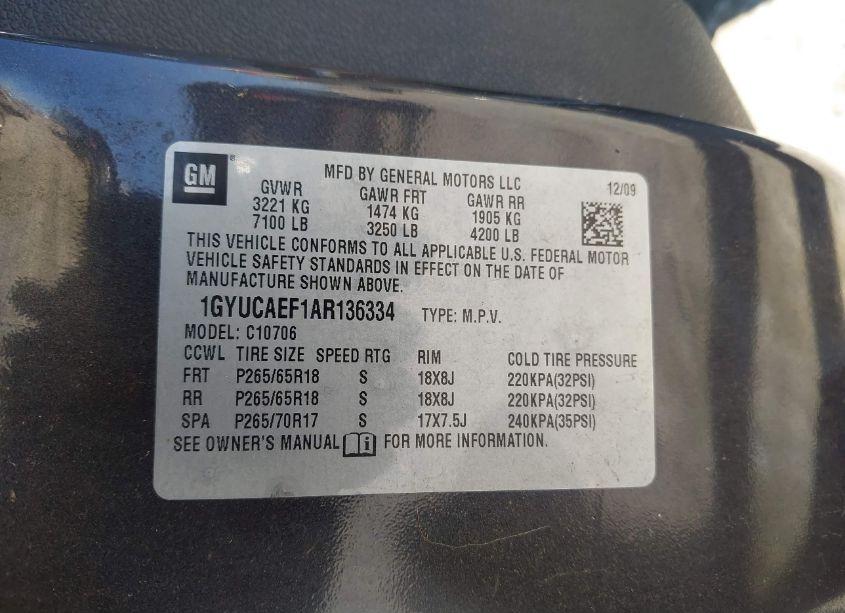 GM
MFD BY GENERAL MOTORS LLC
12/09
GVWR GAWR FRT GAWR RR
3221 KG 1474 KG 1905 KG
7100 LB 3250 LB 4200 LB
THIS VEHICLE CONFORMS TO ALL APPLICABLE U.S. FEDERAL MOTOR
VEHICLE SAFETY STANDARDS IN EFFECT ON THE DATE OF
MANUFACTURE SHOWN ABOVE.
1GYUCAEF1AR136334 TYPE: M.P.V.
MODEL: C10706
CCWL TIRE SIZE SPEED RTG RIM COLD TIRE PRESSURE
FRT P265/65R18 S 18X8J 220KPA(32PSI)
RR P265/65R18 S 18X8J 220KPA(32PSI)
SPA P265/70R17 S 17X7.5J 240KPA(35PSI)
SEE OWNER'S MANUAL FOR MORE INFORMATION.